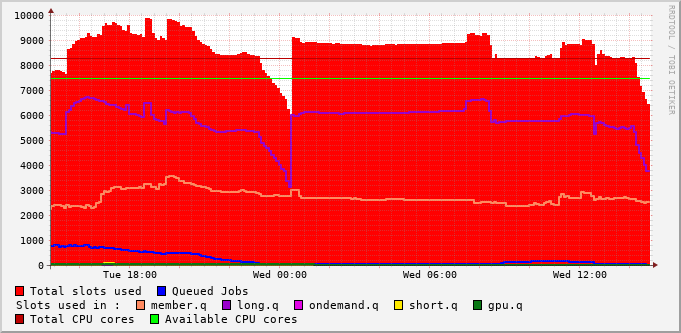 10000
9000
8000
7000
6000
5000
4000
3000
2000
1000
0
Tue 18:00 Wed 00:00 Wed 06:00 Wed 12:00
Total slots used Queued Jobs
Slots used in : member.q long.q ondemand.q short.q gpu.q
Total CPU cores Available CPU cores
RRDTOOL / TOBI OETIKER